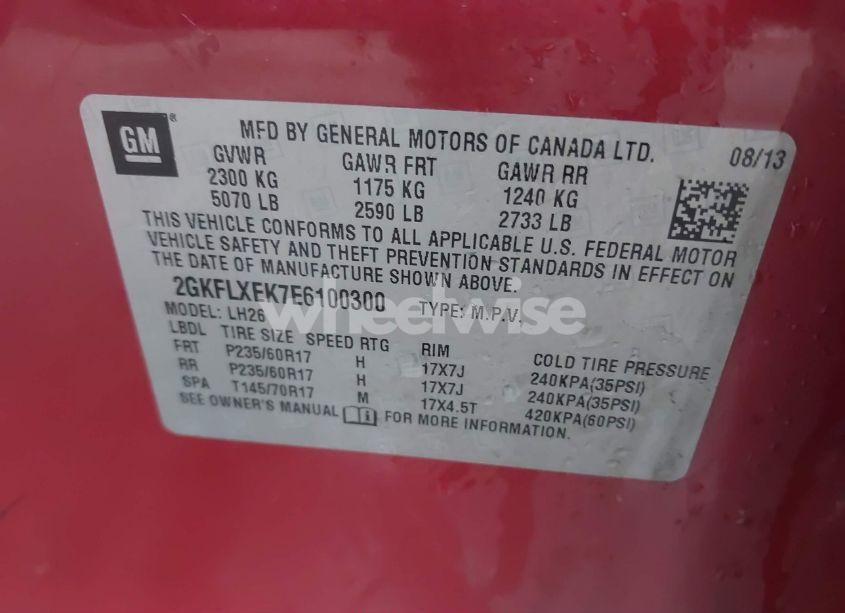 GM®
MFD BY GENERAL MOTORS OF CANADA LTD. 08/13
GVWR GAWR FRT GAWR RR
2300 KG 1175 KG 1240 KG
5070 LB 2590 LB 2733 LB
THIS VEHICLE CONFORMS TO ALL APPLICABLE U.S. FEDERAL MOTOR
VEHICLE SAFETY AND THEFT PREVENTION STANDARDS IN EFFECT ON
THE DATE OF MANUFACTURE SHOWN ABOVE.
2GKFLXEK7E6100300 TYPE: M.P.V.
MODEL: LH26
wheelwise
LBDL TIRE SIZE SPEED RTG RIM COLD TIRE PRESSURE
FRT P235/60R17 H 17X7J 240KPA(35PSI)
RR P235/60R17 H 17X7J 240KPA(35PSI)
SPA T145/70R17 M 17X4.5T 420KPA(60PSI)
SEE OWNER'S MANUAL FOR MORE INFORMATION.